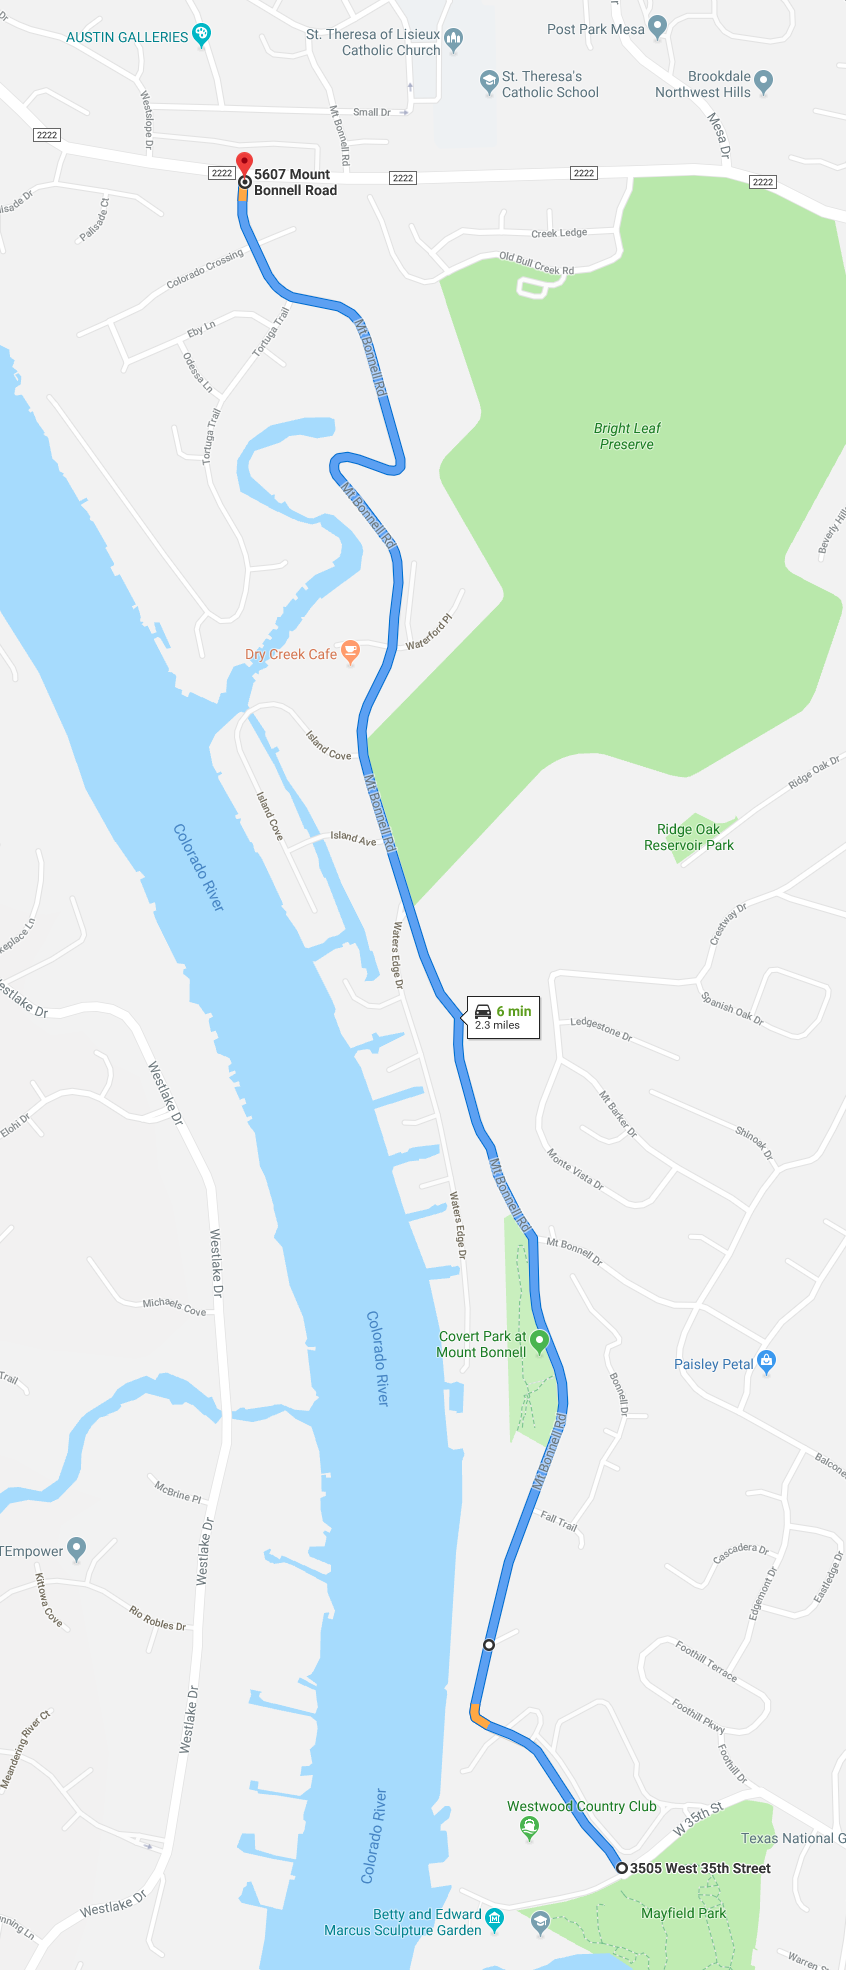 AUSTIN GALLERIES
St. Theresa of Lisieux
Catholic Church
Post Park Mesa
St. Theresa's
Catholic School
Brookdale
Northwest Hills
Westslope Dr
Small Dr
Mt Bonnell Rd
Mesa Dr
2222
2222
2222
2222
2222
5607 Mount
Bonnell Road
Palisade Ct
Colorado Crossing
Creek Ledge
Old Bull Creek Rd
Eby Ln
Tortuga Trail
Mt Bonnell Rd
Odessa Ln
Tortuga Trail
Bright Leaf
Preserve
Mt Bonnell Rd
Waterford Pl
Dry Creek Cafe
Island Cove
Mt Bonnell Rd
Ridge Oak Dr
Island Cove
Island Ave
Ridge Oak
Reservoir Park
Colorado River
Crestway Dr
Waters Edge Dr
6 min
2.3 miles
Spanish Oak Dr
Ledgestone Dr
Westlake Dr
Elohi Dr
Mt Barker Dr
Shinoak Dr
Monte Vista Dr
Mt Bonnell Rd
Waters Edge Dr
Mt Bonnell Dr
Westlake Dr
Michaels Cove
Colorado River
Covert Park at
Mount Bonnell
Paisley Petal
Trail
Bonnell Dr
Mt Bonnell Rd
McBrine Pl
Fall Trail
TEmpower
Westlake Dr
Cascadera Dr
Eastledge Dr
Edgemont Dr
Kittowa Cove
Rio Robles Dr
Foothill Terrace
Foothill Pkwy
Meandering River Ct
Westlake Dr
Foothill Dr
Westwood Country Club
W 35th St
Colorado River
Texas National G
3505 West 35th Street
Westlake Dr
Betty and Edward
Marcus Sculpture Garden
Mayfield Park